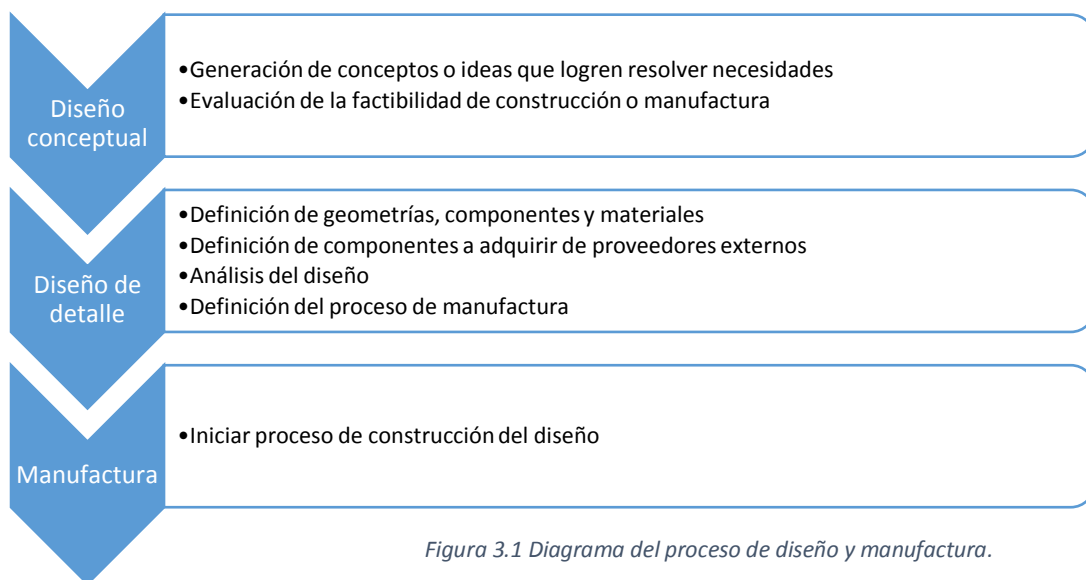 Diseño
conceptual
•Generación de conceptos o ideas que logren resolver necesidades
•Evaluación de la factibilidad de construcción o manufactura
Diseño de
detalle
•Definición de geometrías, componentes y materiales
•Definición de componentes a adquirir de proveedores externos
•Análisis del diseño
•Definición del proceso de manufactura
Manufactura
•Iniciar proceso de construcción del diseño
Figura 3.1 Diagrama del proceso de diseño y manufactura.